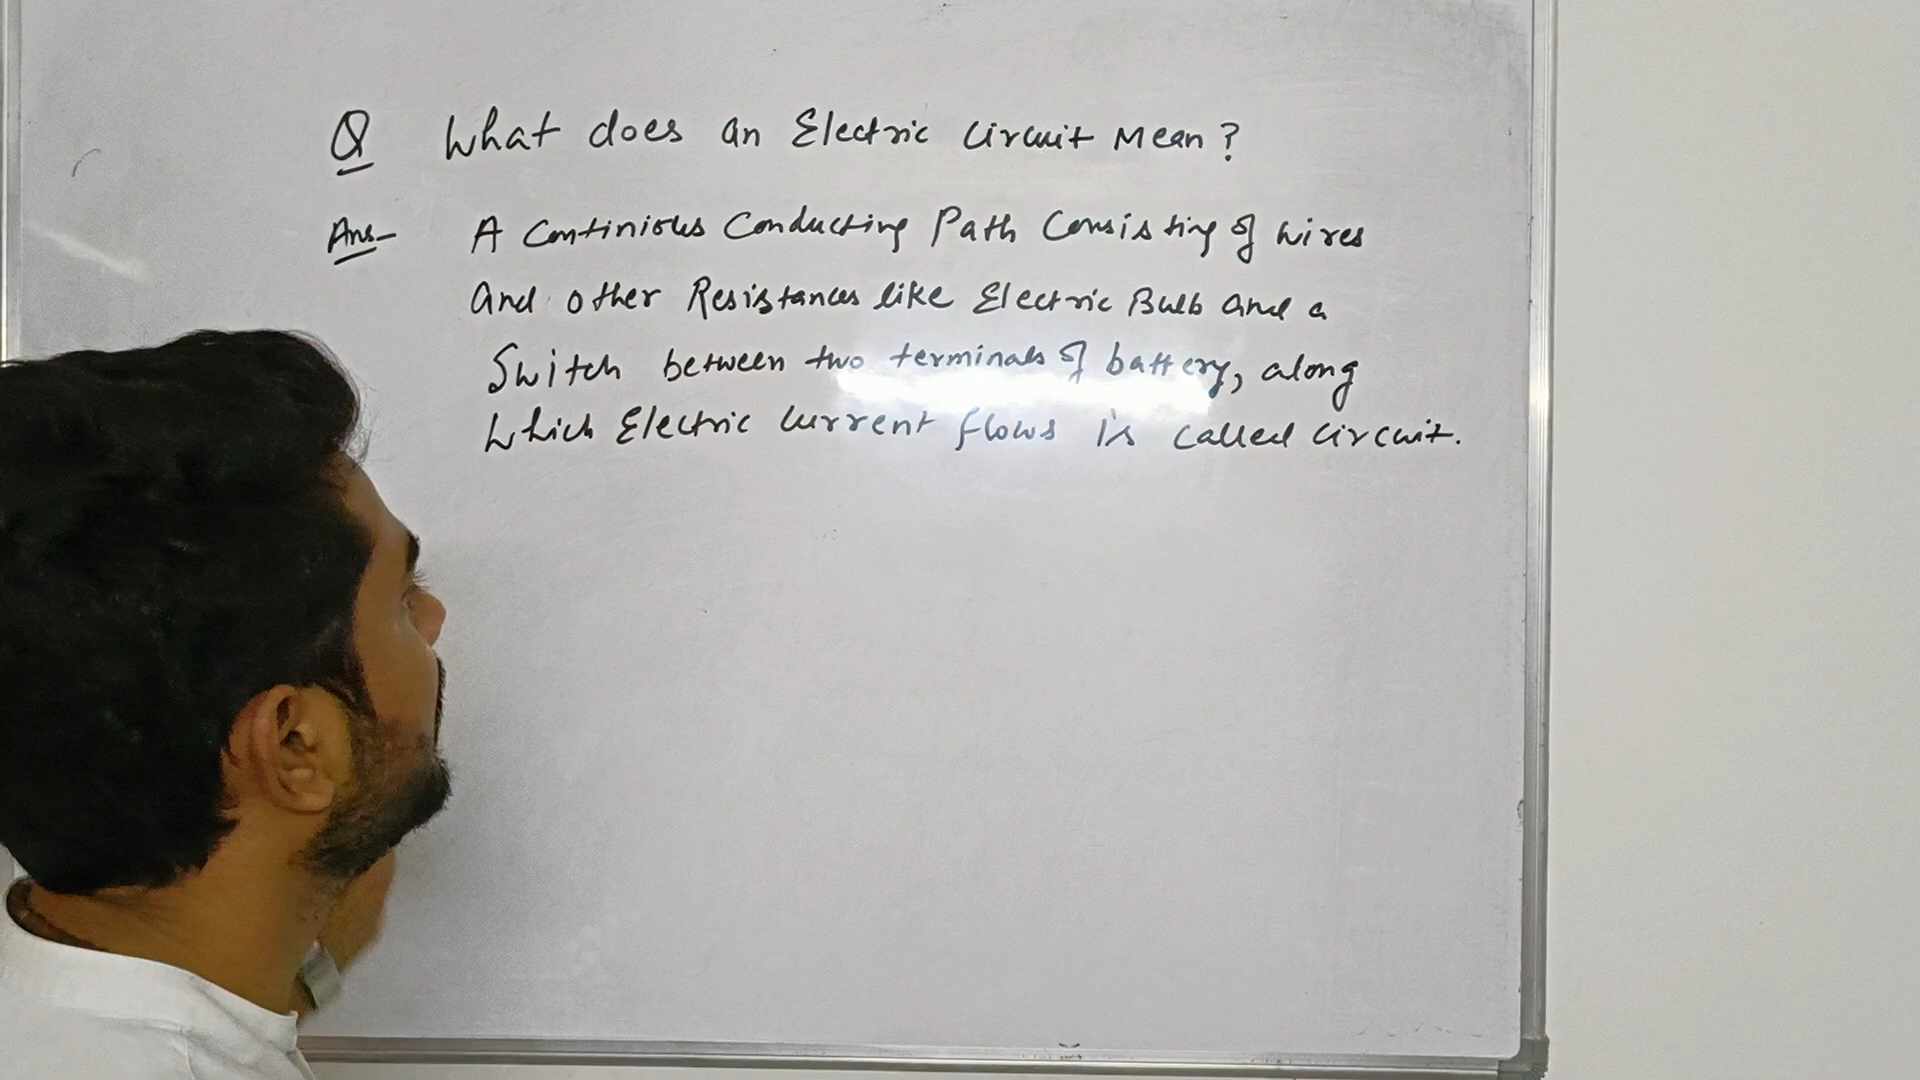 Q What does an Electric Circuit Mean?
Ans- A Continious Conducting Path Consisting of wires
and other Resistances like Electric Bulb and a
Switch between two terminals of battery, along
which Electric Current flows is called circuit.